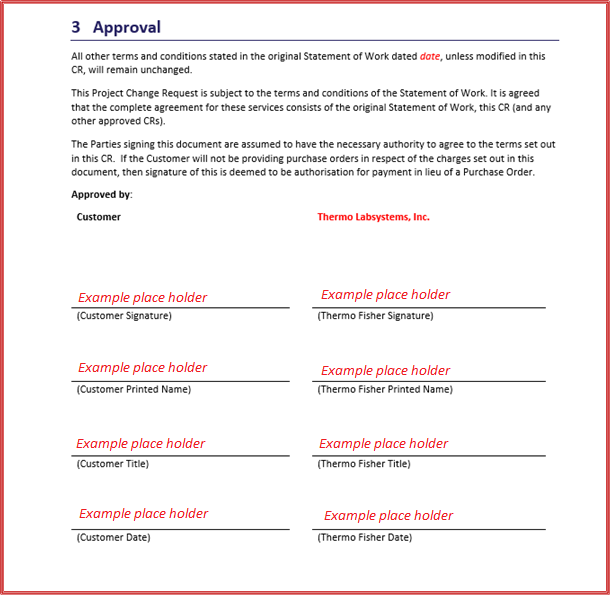 3 Approval
All other terms and conditions stated in the original Statement of Work dated date, unless modified in this
CR, will remain unchanged.
This Project Change Request is subject to the terms and conditions of the Statement of Work. It is agreed
that the complete agreement for these services consists of the original Statement of Work, this CR (and any
other approved CRs).
The Parties signing this document are assumed to have the necessary authority to agree to the terms set out
in this CR. If the Customer will not be providing purchase orders in respect of the charges set out in this
document, then signature of this is deemed to be authorisation for payment in lieu of a Purchase Order.
Approved by:
Customer Thermo Labsystems, Inc.
Example place holder Example place holder
(Customer Signature) (Thermo Fisher Signature)
Example place holder Example place holder
(Customer Printed Name) (Thermo Fisher Printed Name)
Example place holder Example place holder
(Customer Title) (Thermo Fisher Title)
Example place holder Example place holder
(Customer Date) (Thermo Fisher Date)